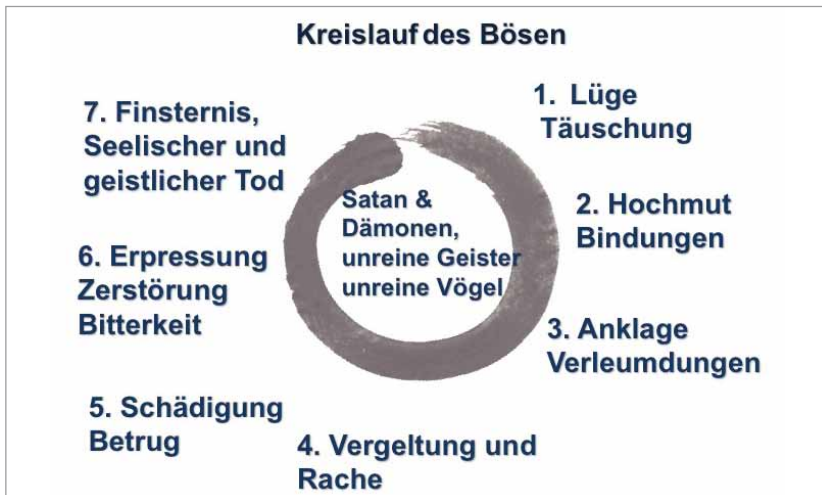 Kreislauf des Bösen
1. Lüge
Täuschung
2. Hochmut
Bindungen
3. Anklage
Verleumdungen
4. Vergeltung und
Rache
5. Schädigung
Betrug
6. Erpressung
Zerstörung
Bitterkeit
7. Finsternis,
Seelischer und
geistlicher Tod
Satan &
Dämonen,
unreine Geister
unreine Vögel